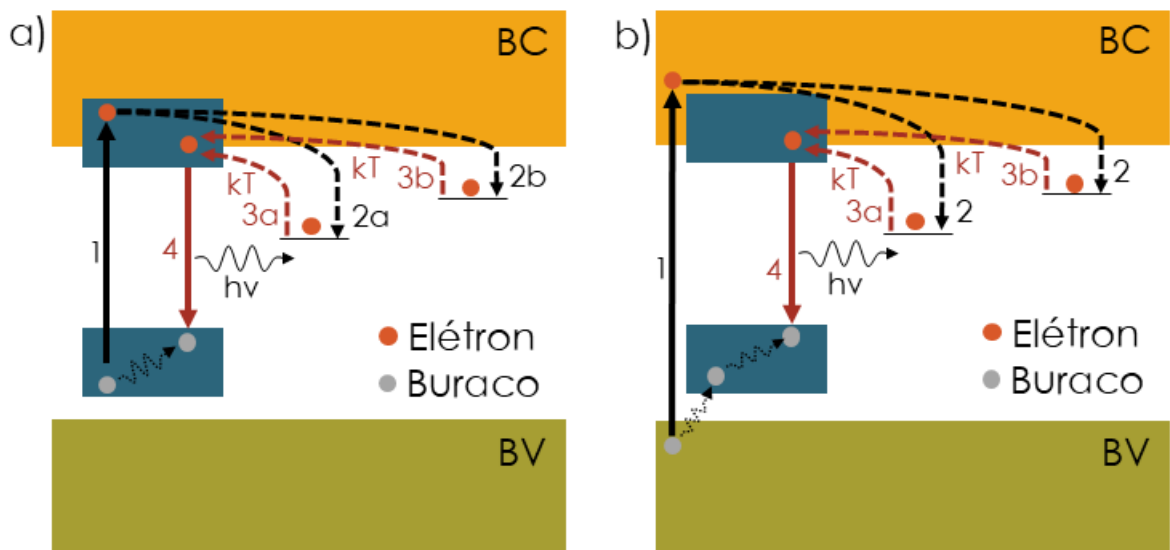 a)
BC
1
4
kT
3a
kT
3b
2a
2b
hv
Elétron
Buraco
BV
b)
BC
1
4
kT
3a
kT
3b
2
2
hv
Elétron
Buraco
BV